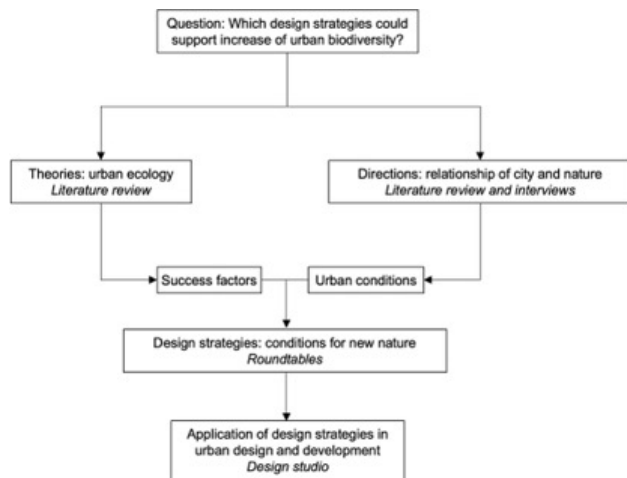 Question: Which design strategies could
support increase of urban biodiversity?
Theories: urban ecology
Literature review
Directions: relationship of city and nature
Literature review and interviews
Success factors
Urban conditions
Design strategies: conditions for new nature
Roundtables
Application of design strategies in
urban design and development
Design studio